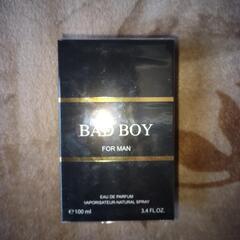 BAD BOY
FOR MAN
EAU DE PARFUM
VAPORISATEUR-NATURAL SPRAY
℮100 ml 3.4 FL.OZ.